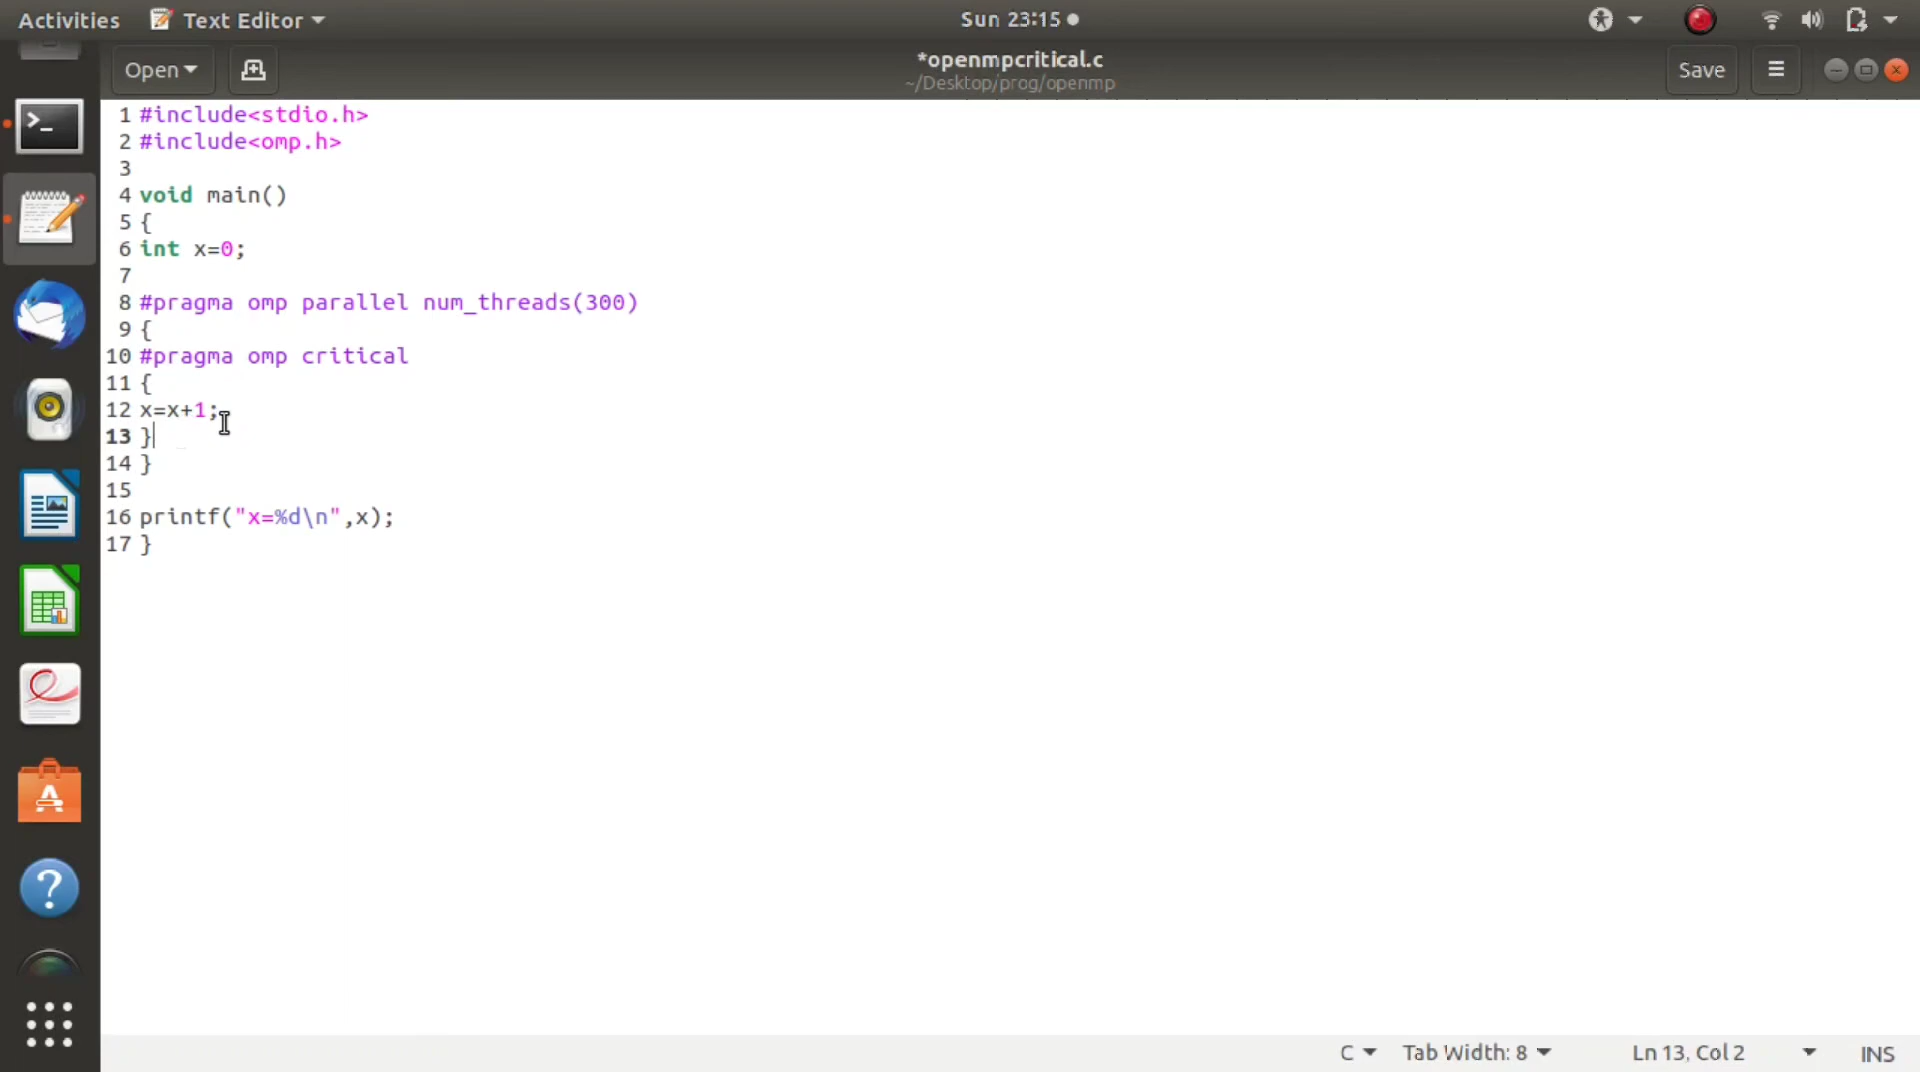 Activities Text Editor Sun 23:15
Open *openmpcritical.c Save
~/Desktop/prog/openmp
1 #include<stdio.h>
2 #include<omp.h>
3
4 void main()
5 {
6 int x=0;
7
8 #pragma omp parallel num_threads(300)
9 {
10 #pragma omp critical
11 {
12 x=x+1;
13 }
14 }
15
16 printf("x=%d\n",x);
17 }
C Tab Width: 8 Ln 13, Col 2 INS